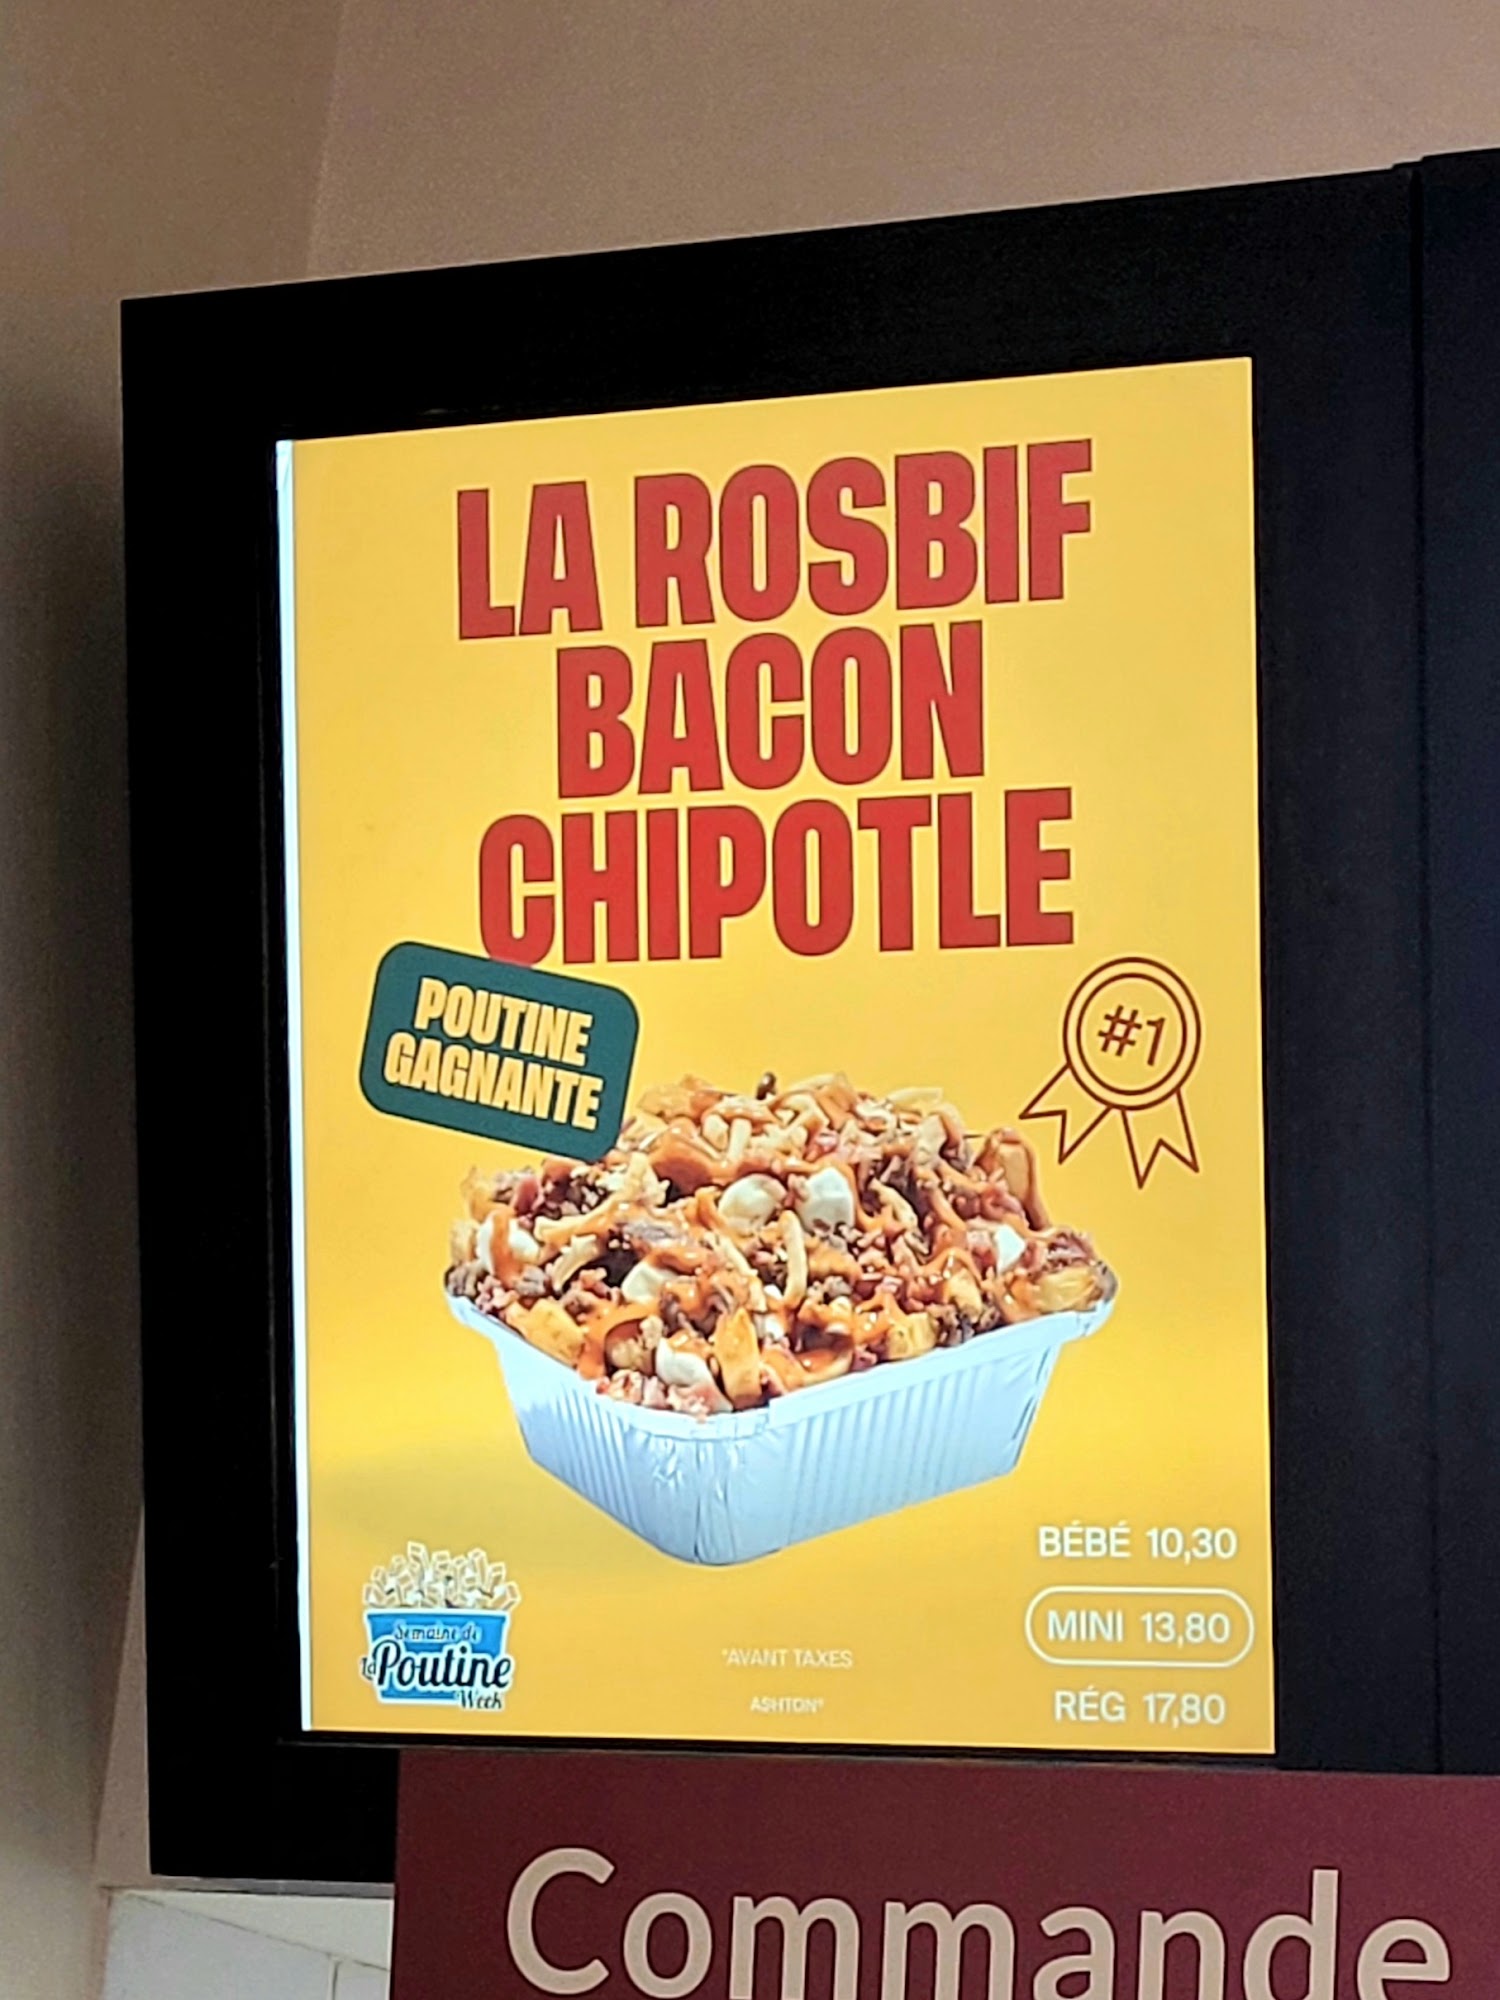 LA ROSBIF
BACON
CHIPOTLE
POUTINE
GAGNANTE
#1
BÉBÉ 10,30
MINI 13,80
RÉG 17,80
Semaine de
la Poutine
Week
*AVANT TAXES
ASHTON®
Commande